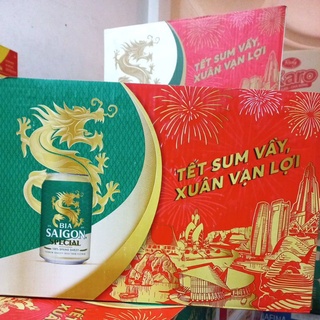 TẾT SUM VẦY,
XUÂN VẠN LỢI
TẾT SUM VẦY,
XUÂN VẠN LỢI
BIA
SAIGON
SPECIAL